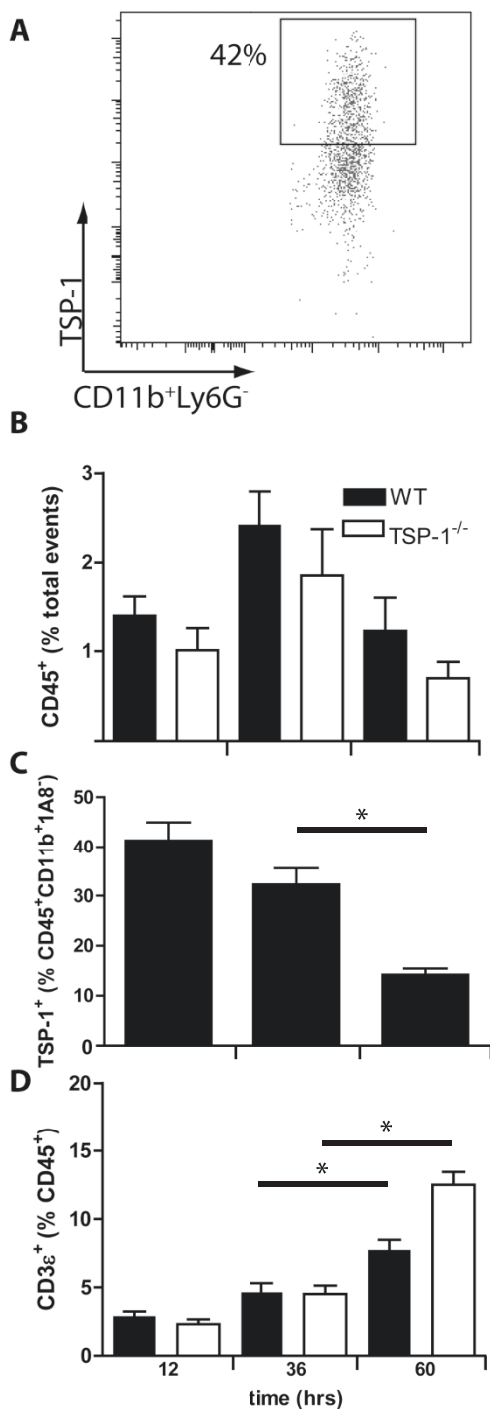 A
42%
TSP-1
CD11b⁺Ly6G⁻
B
CD45⁺ (% total events)
3
2
1
WT
TSP-1⁻/⁻
C
TSP-1⁺ (% CD45⁺CD11b⁺1A8⁻)
50
40
30
20
10
0
*
D
CD3ε⁺ (% CD45⁺)
20
15
10
5
0
*
*
12 36 60
time (hrs)